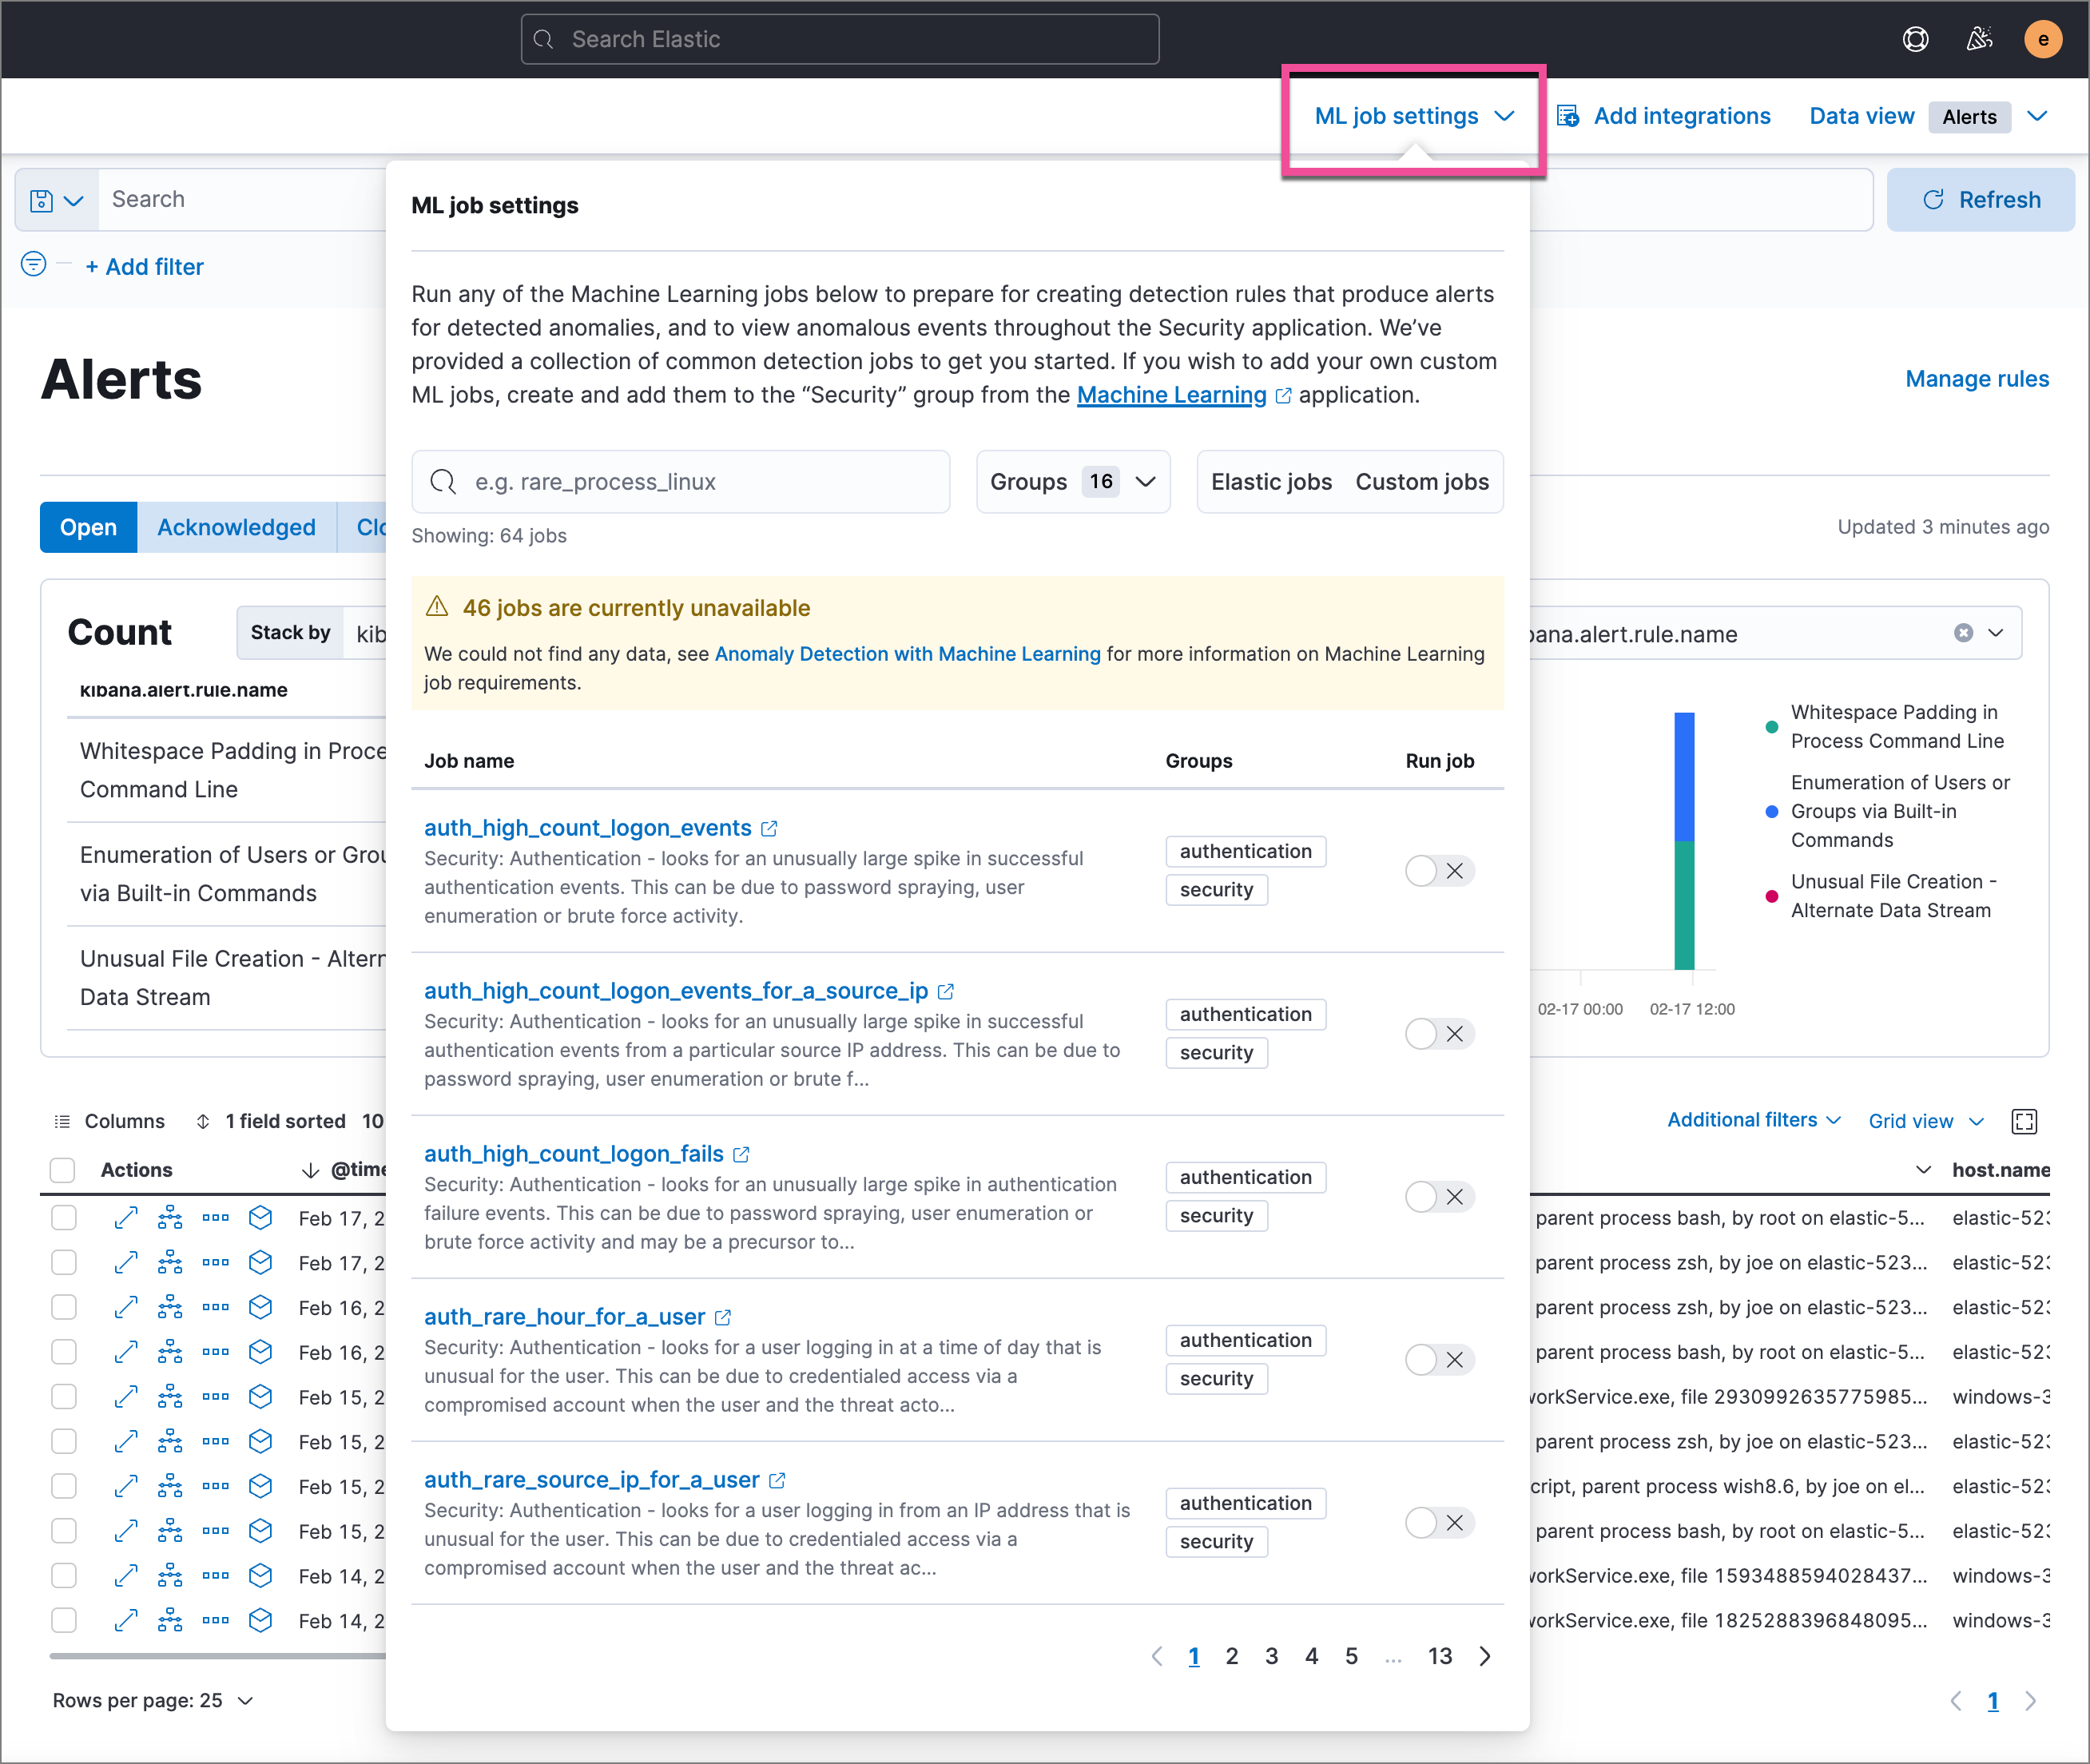 Search Elastic
e
ML job settings
Add integrations
Data view
Alerts
Search
Refresh
+ Add filter
Alerts
Manage rules
Open
Acknowledged
Clo
Updated 3 minutes ago
Count
Stack by
kib
kibana.alert.rule.name
Whitespace Padding in Proce
Command Line
Enumeration of Users or Grou
via Built-in Commands
Unusual File Creation - Altern
Data Stream
ML job settings
Run any of the Machine Learning jobs below to prepare for creating detection rules that produce alerts
for detected anomalies, and to view anomalous events throughout the Security application. We’ve
provided a collection of common detection jobs to get you started. If you wish to add your own custom
ML jobs, create and add them to the “Security” group from the Machine Learning application.
e.g. rare_process_linux
Groups 16
Elastic jobs
Custom jobs
Showing: 64 jobs
46 jobs are currently unavailable
We could not find any data, see Anomaly Detection with Machine Learning for more information on Machine Learning
job requirements.
Job name
Groups
Run job
auth_high_count_logon_events
Security: Authentication - looks for an unusually large spike in successful
authentication events. This can be due to password spraying, user
enumeration or brute force activity.
authentication
security
auth_high_count_logon_events_for_a_source_ip
Security: Authentication - looks for an unusually large spike in successful
authentication events from a particular source IP address. This can be due to
password spraying, user enumeration or brute f...
authentication
security
auth_high_count_logon_fails
Security: Authentication - looks for an unusually large spike in authentication
failure events. This can be due to password spraying, user enumeration or
brute force activity and may be a precursor to...
authentication
security
auth_rare_hour_for_a_user
Security: Authentication - looks for a user logging in at a time of day that is
unusual for the user. This can be due to credentialed access via a
compromised account when the user and the threat acto...
authentication
security
auth_rare_source_ip_for_a_user
Security: Authentication - looks for a user logging in from an IP address that is
unusual for the user. This can be due to credentialed access via a
compromised account when the user and the threat ac...
authentication
security
1 2 3 4 5 ... 13
bana.alert.rule.name
Whitespace Padding in
Process Command Line
Enumeration of Users or
Groups via Built-in
Commands
Unusual File Creation -
Alternate Data Stream
02-17 00:00
02-17 12:00
Columns
1 field sorted
10
Additional filters
Grid view
Actions
@time
host.name
Feb 17, 2
parent process bash, by root on elastic-5...
elastic-523
Feb 17, 2
parent process zsh, by joe on elastic-523...
elastic-523
Feb 16, 2
parent process zsh, by joe on elastic-523...
elastic-523
Feb 16, 2
parent process bash, by root on elastic-5...
elastic-523
Feb 15, 2
workService.exe, file 2930992635775985...
windows-3
Feb 15, 2
parent process zsh, by joe on elastic-523...
elastic-523
Feb 15, 2
cript, parent process wish8.6, by joe on el...
elastic-523
Feb 15, 2
parent process bash, by root on elastic-5...
elastic-523
Feb 14, 2
workService.exe, file 1593488594028437...
windows-3
Feb 14, 2
workService.exe, file 1825288396848095...
windows-3
Rows per page: 25
1